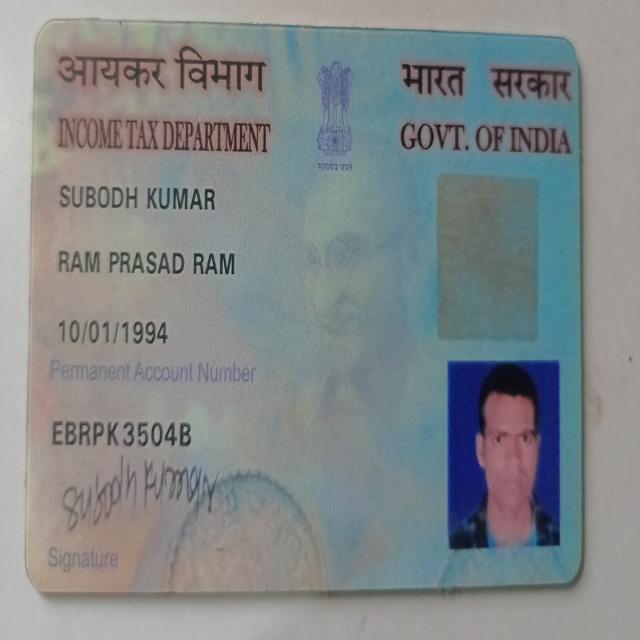 आयकर विभाग
भारत सरकार
INCOME TAX DEPARTMENT
GOVT. OF INDIA
सत्यमेव जयते
SUBODH KUMAR
RAM PRASAD RAM
10/01/1994
Permanent Account Number
EBRPK3504B
Subodh Kumar
Signature